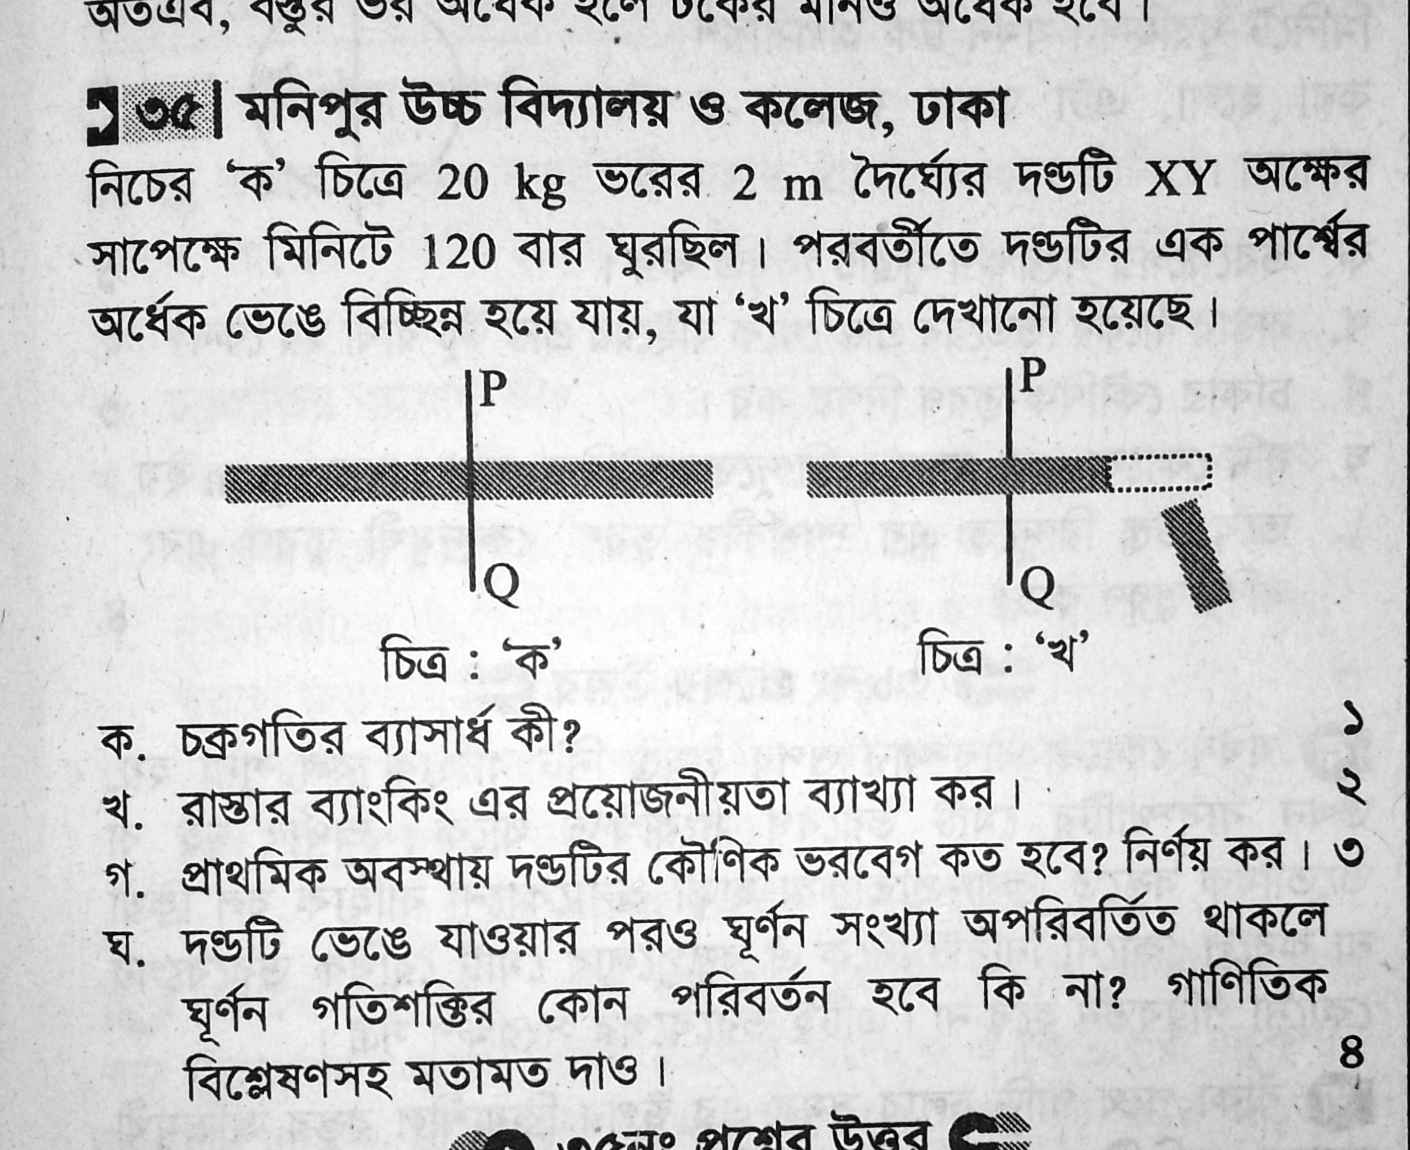 অতএব, বস্তুর ভর অর্ধেক হলে টর্কের মানও অর্ধেক হবে।
৩৫| মনিপুর উচ্চ বিদ্যালয় ও কলেজ, ঢাকা
নিচের ‘ক’ চিত্রে 20 kg ভরের 2 m দৈর্ঘ্যের দণ্ডটি XY অক্ষের
সাপেক্ষে মিনিটে 120 বার ঘুরছিল। পরবর্তীতে দণ্ডটির এক পার্শ্বের
অর্ধেক ভেঙে বিচ্ছিন্ন হয়ে যায়, যা ‘খ’ চিত্রে দেখানো হয়েছে।
P P
Q Q
চিত্র : ‘ক’ চিত্র : ‘খ’
ক. চক্রগতির ব্যাসার্ধ কী? ১
খ. রাস্তার ব্যাংকিং এর প্রয়োজনীয়তা ব্যাখ্যা কর। ২
গ. প্রাথমিক অবস্থায় দণ্ডটির কৌণিক ভরবেগ কত হবে? নির্ণয় কর। ৩
ঘ. দণ্ডটি ভেঙে যাওয়ার পরও ঘূর্ণন সংখ্যা অপরিবর্তিত থাকলে
ঘূর্ণন গতিশক্তির কোন পরিবর্তন হবে কি না? গাণিতিক
বিশ্লেষণসহ মতামত দাও। ৪
৩৫নং প্রশ্নের উত্তর